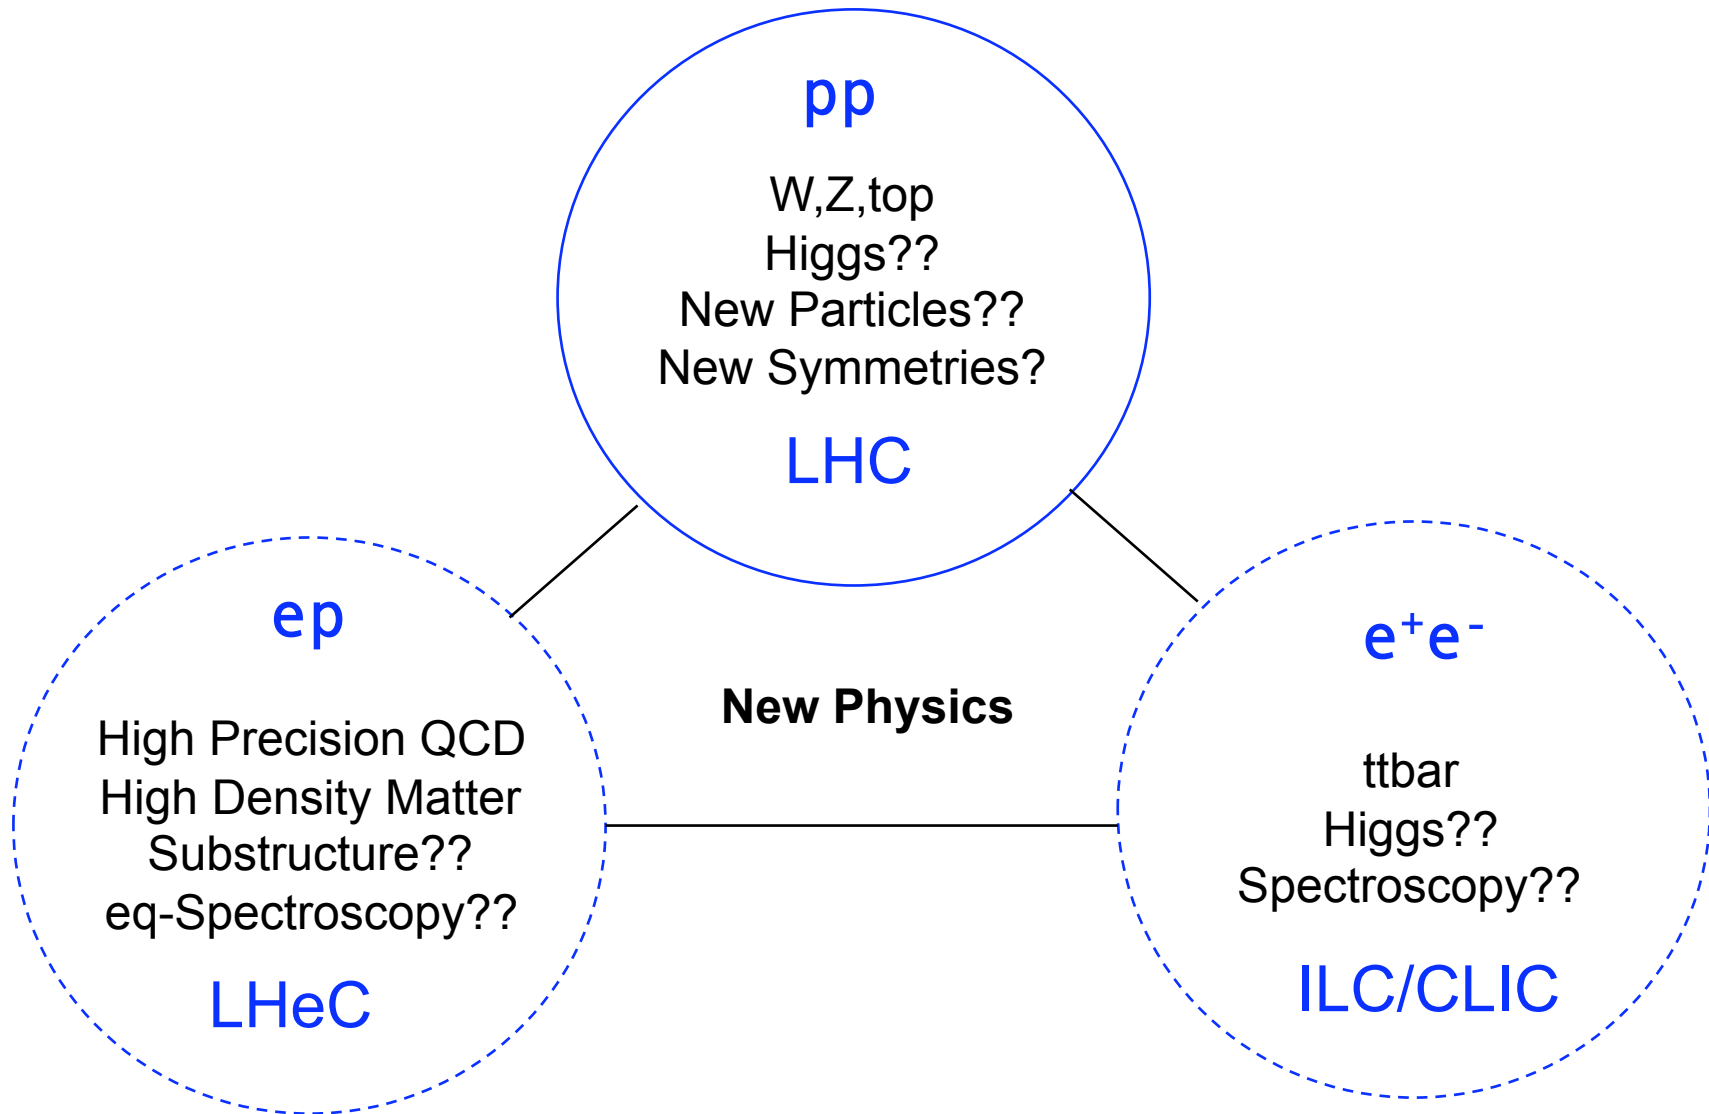 pp
W,Z,top
Higgs??
New Particles??
New Symmetries?
LHC
ep
High Precision QCD
High Density Matter
Substructure??
eq-Spectroscopy??
LHeC
New Physics
e⁺e⁻
ttbar
Higgs??
Spectroscopy??
ILC/CLIC